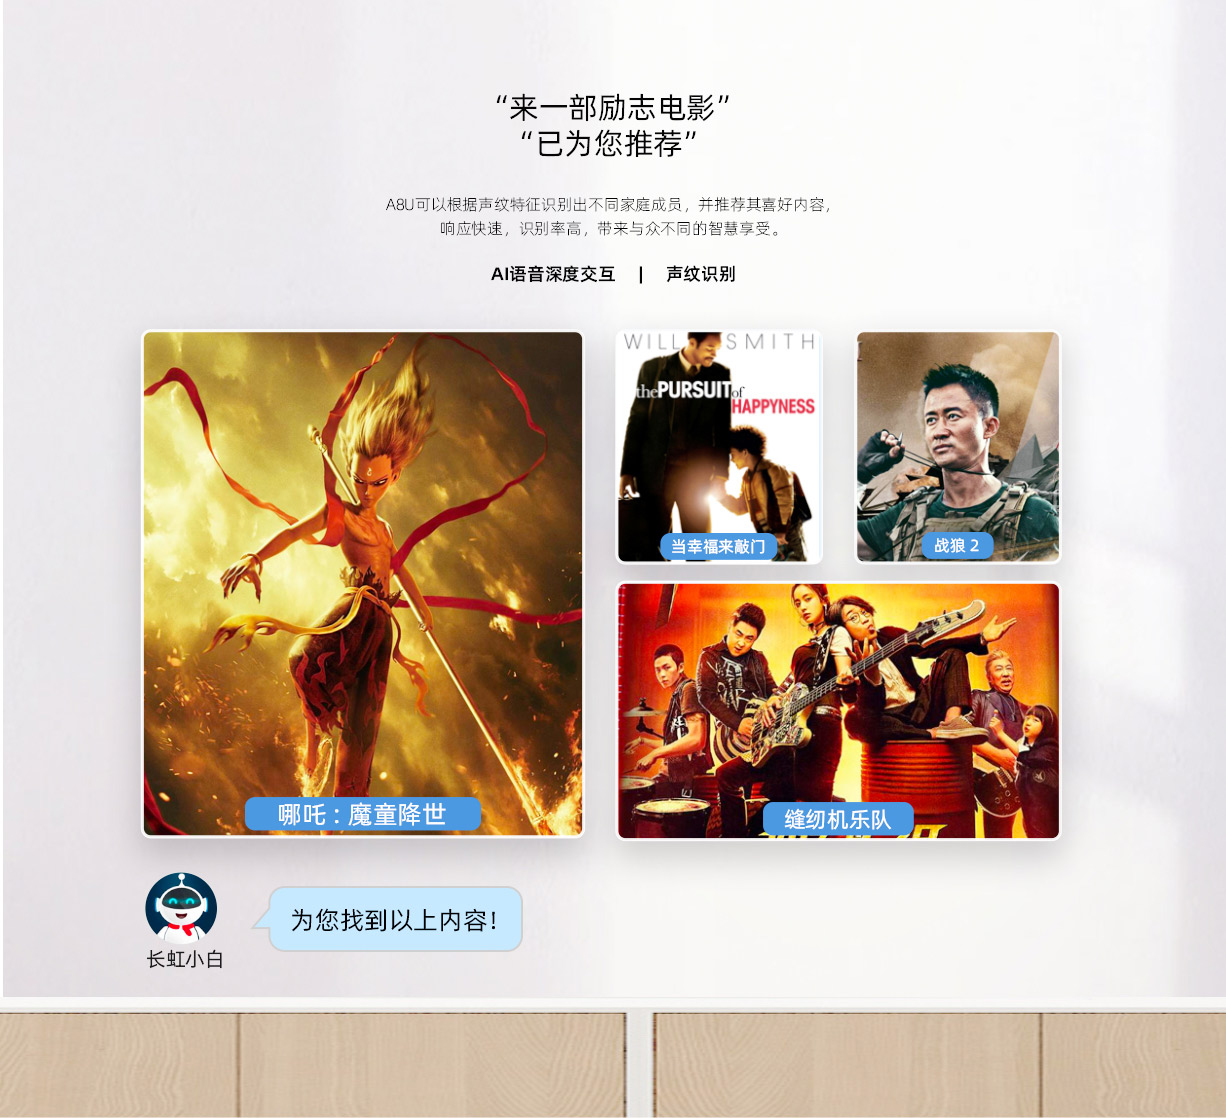 “来一部励志电影”
“已为您推荐”
A8U可以根据声纹特征识别出不同家庭成员，并推荐其喜好内容，
响应快速，识别率高，带来与众不同的智慧享受。
AI语音深度交互 | 声纹识别
WILL SMITH
the PURSUIT of
HAPPYNESS
当幸福来敲门
战狼 2
哪吒：魔童降世
缝纫机乐队
为您找到以上内容！
长虹小白